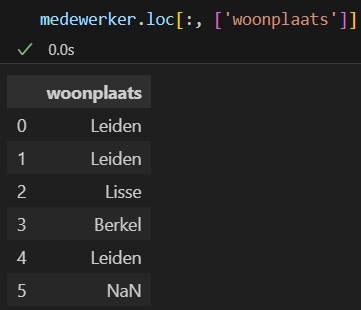 medewerker.loc[:, ['woonplaats']]
0.0s
woonplaats
0 Leiden
1 Leiden
2 Lisse
3 Berkel
4 Leiden
5 NaN